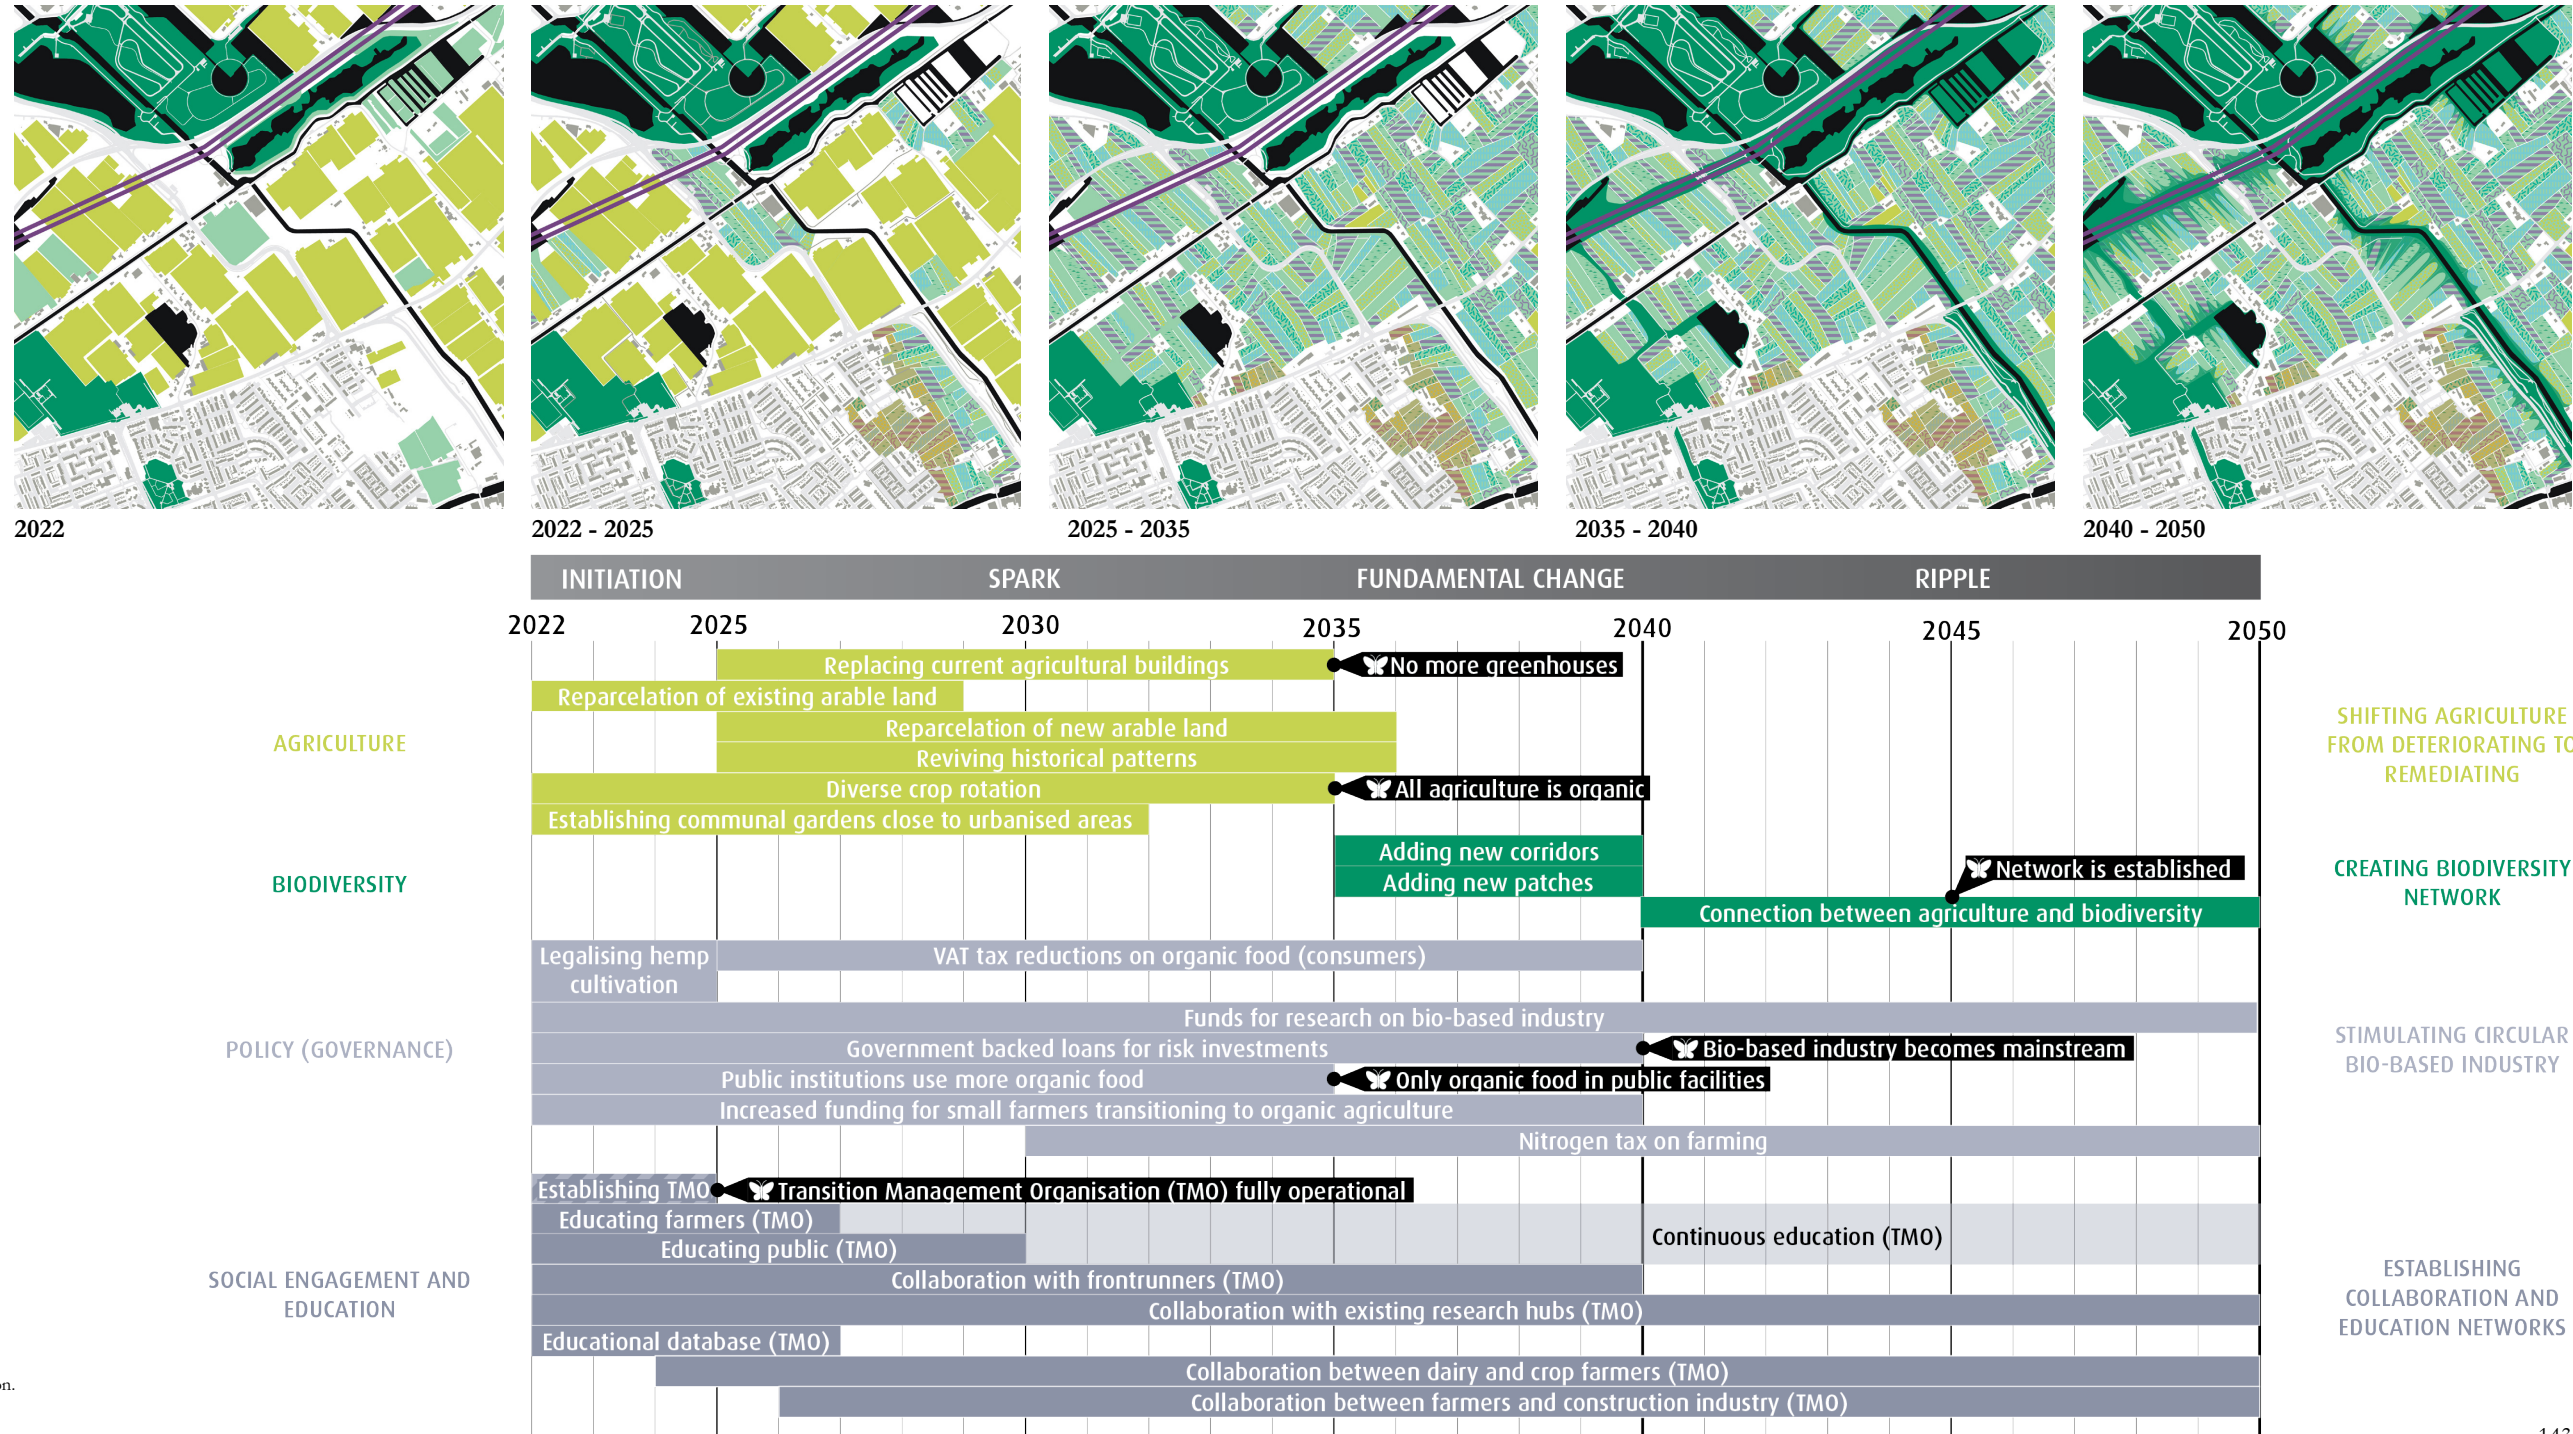 2022
2022 - 2025
2025 - 2035
2035 - 2040
2040 - 2050
INITIATION
SPARK
FUNDAMENTAL CHANGE
RIPPLE
2022
2025
2030
2035
2040
2045
2050
AGRICULTURE
Replacing current agricultural buildings
No more greenhouses
Reparcelation of existing arable land
Reparcelation of new arable land
Reviving historical patterns
Diverse crop rotation
All agriculture is organic
Establishing communal gardens close to urbanised areas
SHIFTING AGRICULTURE
FROM DETERIORATING TO
REMEDIATING
BIODIVERSITY
Adding new corridors
Adding new patches
Network is established
Connection between agriculture and biodiversity
CREATING BIODIVERSITY
NETWORK
POLICY (GOVERNANCE)
Legalising hemp
cultivation
VAT tax reductions on organic food (consumers)
Funds for research on bio-based industry
Government backed loans for risk investments
Bio-based industry becomes mainstream
Public institutions use more organic food
Only organic food in public facilities
Increased funding for small farmers transitioning to organic agriculture
Nitrogen tax on farming
STIMULATING CIRCULAR
BIO-BASED INDUSTRY
SOCIAL ENGAGEMENT AND
EDUCATION
Establishing TMO
Transition Management Organisation (TMO) fully operational
Educating farmers (TMO)
Educating public (TMO)
Continuous education (TMO)
Collaboration with frontrunners (TMO)
Collaboration with existing research hubs (TMO)
Educational database (TMO)
Collaboration between dairy and crop farmers (TMO)
Collaboration between farmers and construction industry (TMO)
ESTABLISHING
COLLABORATION AND
EDUCATION NETWORKS